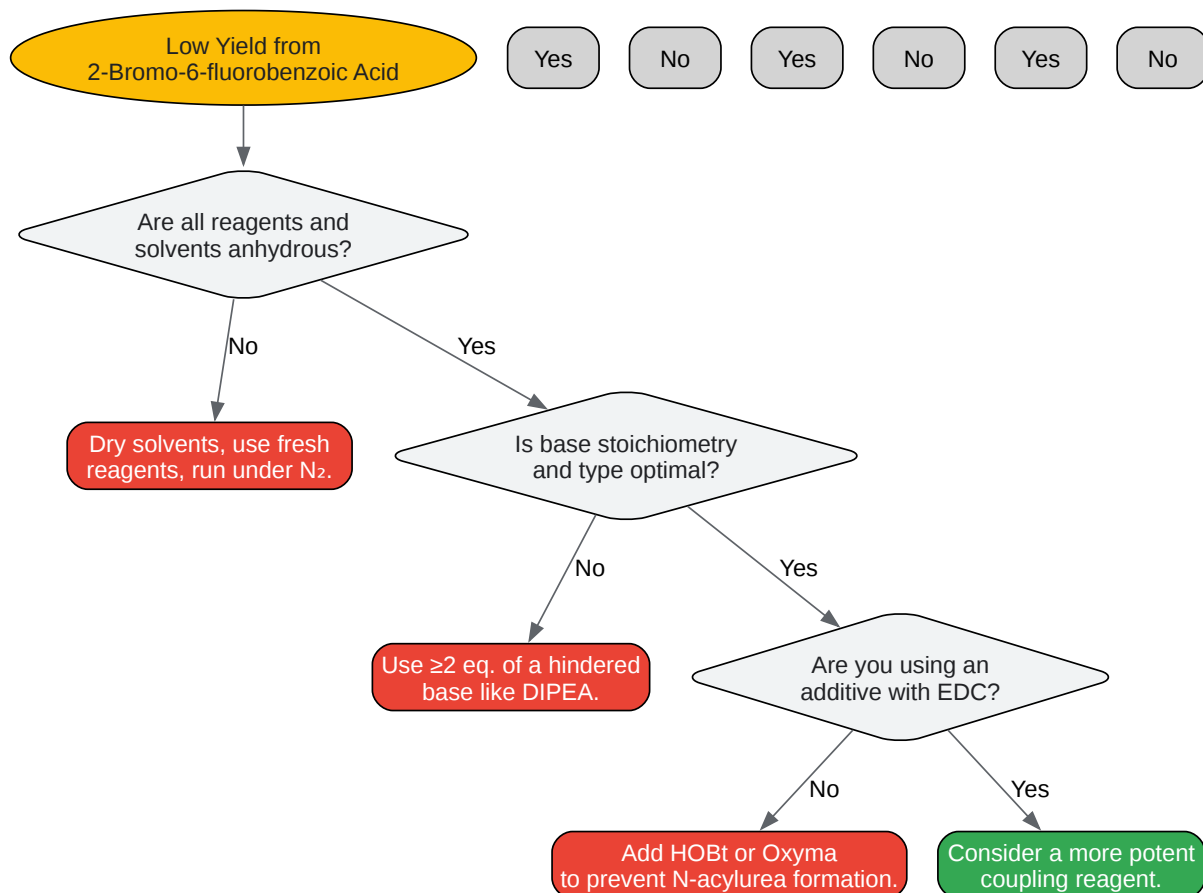 Low Yield from
2-Bromo-6-fluorobenzoic Acid
Yes
No
Yes
No
Yes
No
Are all reagents and
solvents anhydrous?
No
Yes
Dry solvents, use fresh
reagents, run under N₂.
Is base stoichiometry
and type optimal?
No
Yes
Use ≥2 eq. of a hindered
base like DIPEA.
Are you using an
additive with EDC?
No
Yes
Add HOBt or Oxyma
to prevent N-acylurea formation.
Consider a more potent
coupling reagent.